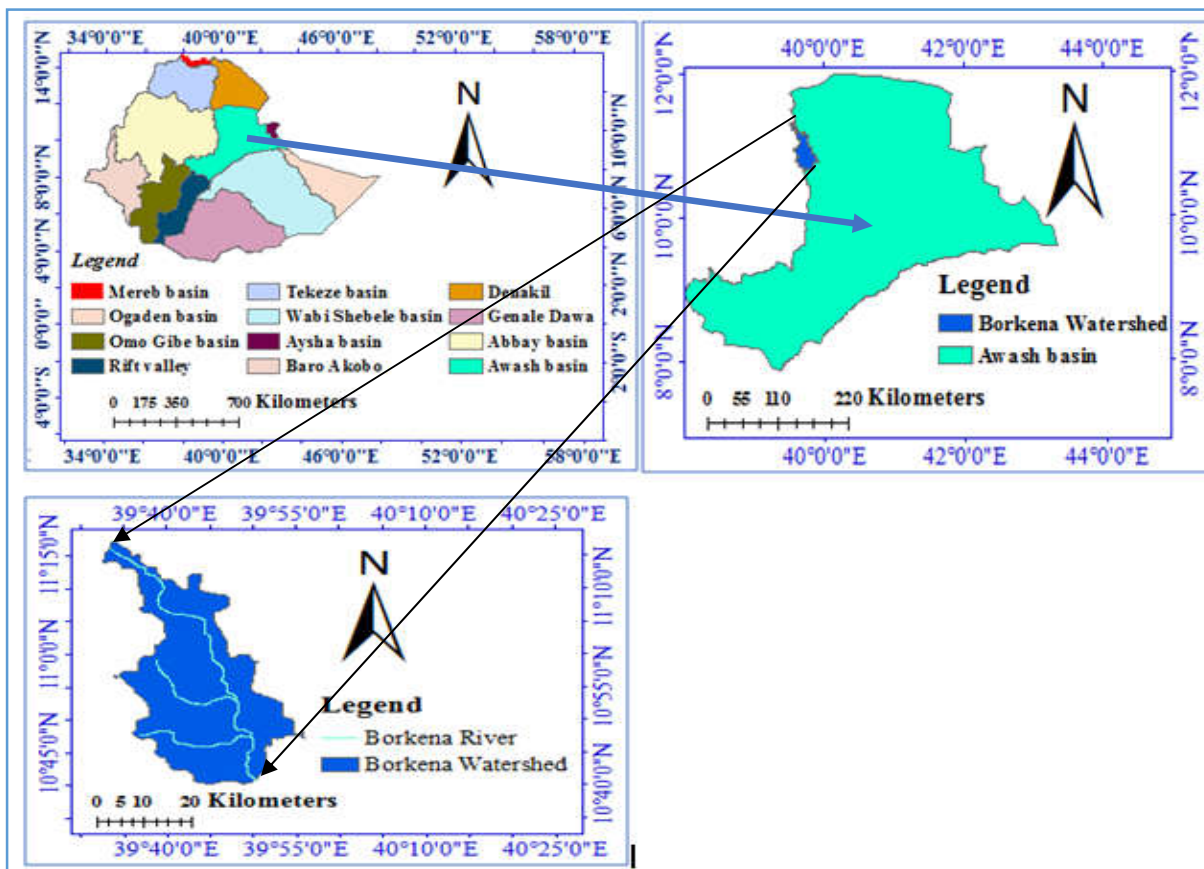 34°0'0"E 40°0'0"E 46°0'0"E 52°0'0"E 58°0'0"E
14°0'0"N
8°0'0"N
4°0'0"N
0°0'0"
4°0'0"S
N
10°0'0"N
6°0'0"N
2°0'0"N
2°0'0"S
Legend
Mereb basin Tekeze basin Denakil
Ogaden basin Wabi Shebele basin Genale Dawa
Omo Gibe basin Aysha basin Abbay basin
Rift valley Baro Akobo Awash basin
0 175 350 700 Kilometers
34°0'0"E 40°0'0"E 46°0'0"E 52°0'0"E 58°0'0"E
40°0'0"E 42°0'0"E 44°0'0"E
12°0'0"N
10°0'0"N
8°0'0"N
N
12°0'0"N
10°0'0"N
8°0'0"N
Legend
Borkena Watershed
Awash basin
0 55 110 220 Kilometers
40°0'0"E 42°0'0"E 44°0'0"E
39°40'0"E 39°55'0"E 40°10'0"E 40°25'0"E
11°15'0"N
11°0'0"N
10°45'0"N
N
11°10'0"N
10°55'0"N
10°40'0"N
Legend
Borkena River
Borkena Watershed
0 5 10 20 Kilometers
39°40'0"E 39°55'0"E 40°10'0"E 40°25'0"E